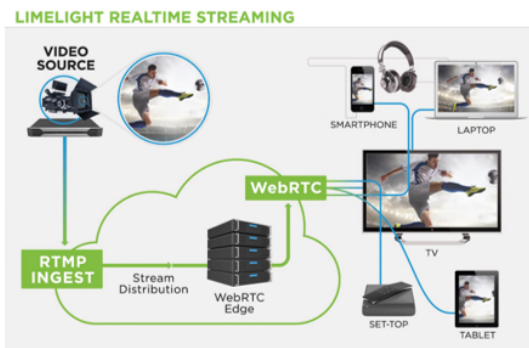 LIMELIGHT REALTIME STREAMING
VIDEO
SOURCE
SMARTPHONE
LAPTOP
WebRTC
RTMP
INGEST
Stream
Distribution
WebRTC
Edge
TV
SET-TOP
TABLET